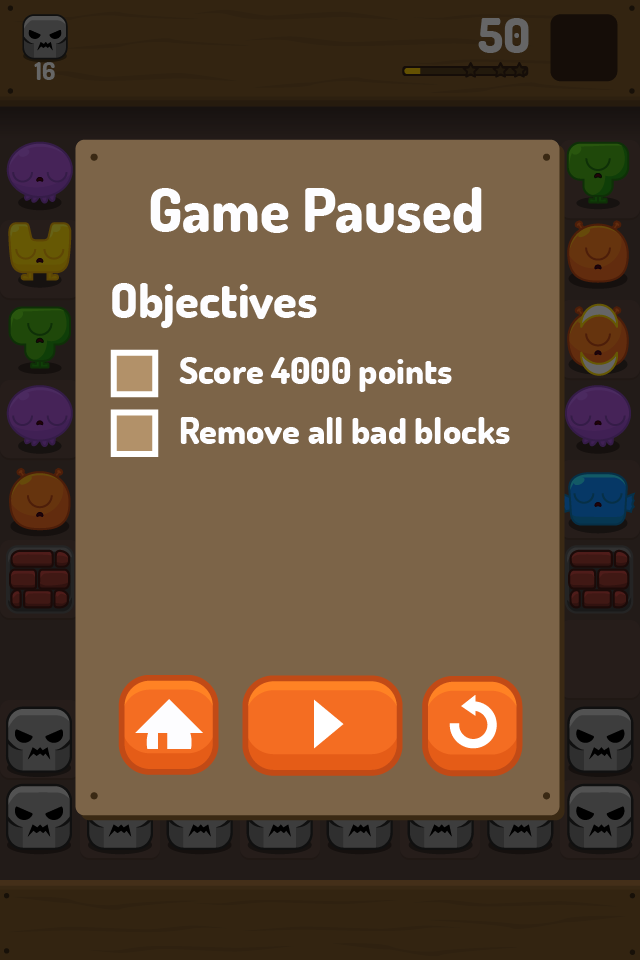 16
50
Game Paused
Objectives
Score 4000 points
Remove all bad blocks